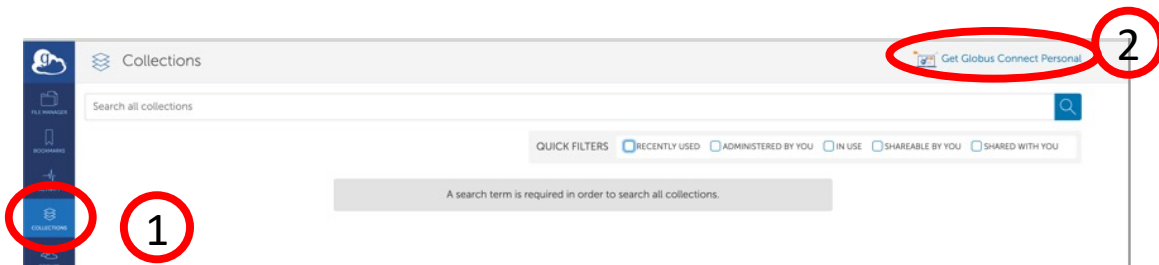 2
Collections
Get Globus Connect Personal
FILE MANAGER
Search all collections
BOOKMARKS
QUICK FILTERS RECENTLY USED ADMINISTERED BY YOU IN USE SHAREABLE BY YOU SHARED WITH YOU
A search term is required in order to search all collections.
COLLECTIONS
1